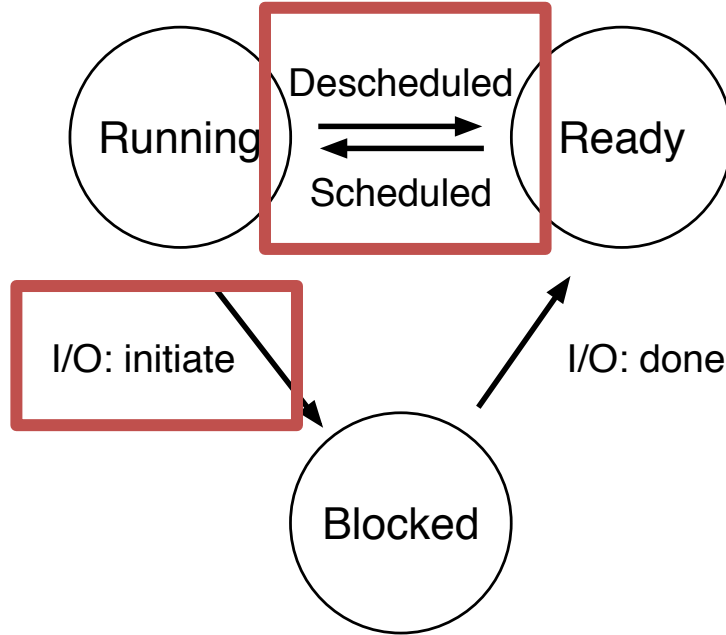 Descheduled
Running
Ready
Scheduled
I/O: initiate
I/O: done
Blocked